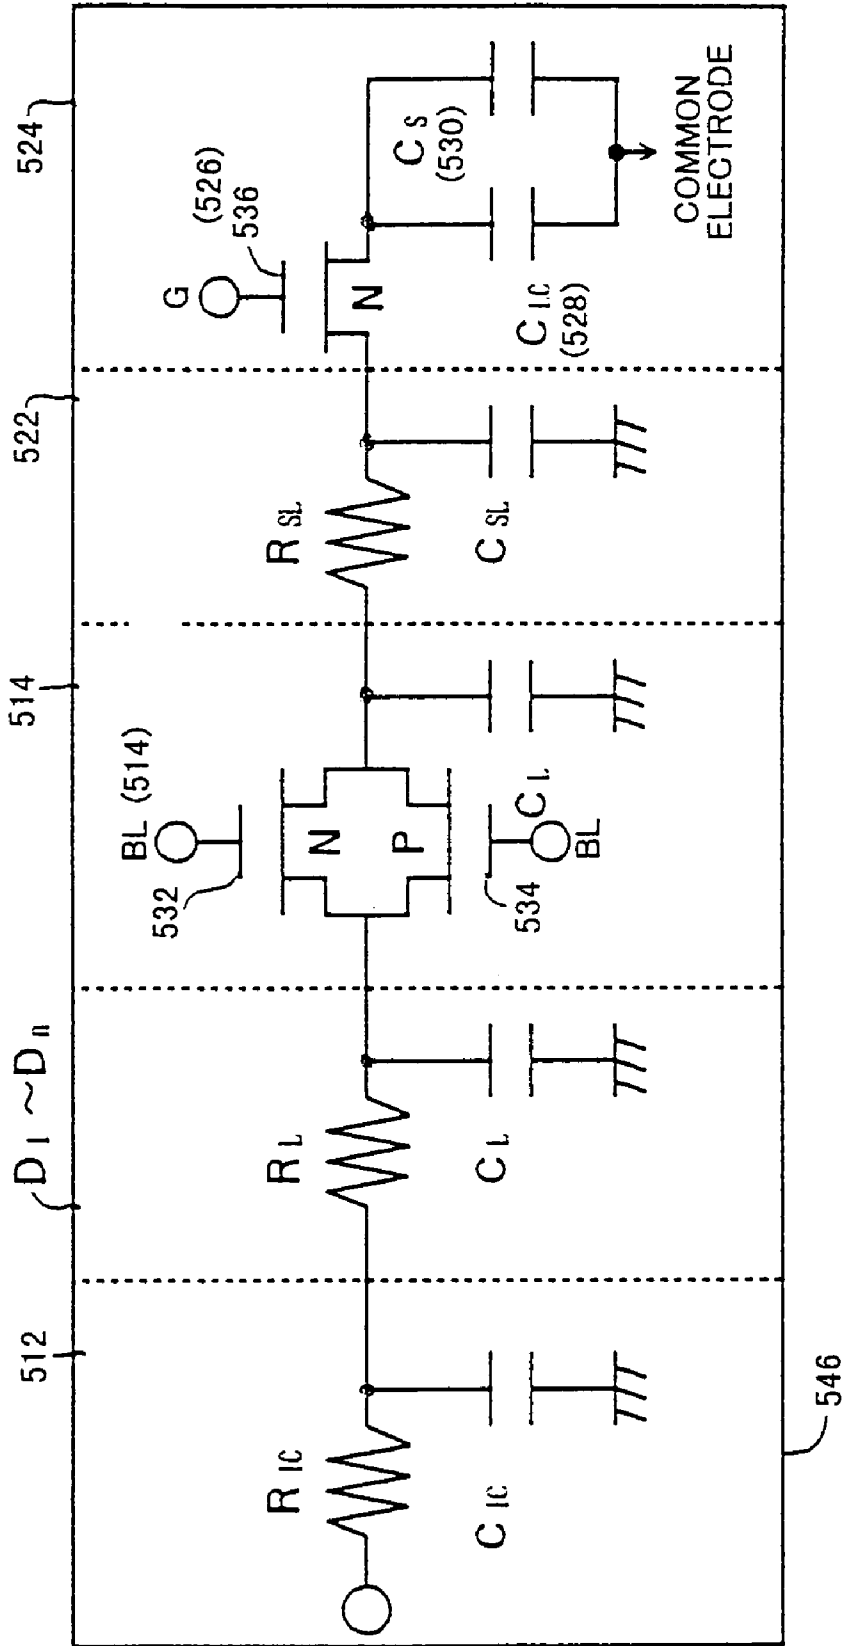 512
D1 ~ Dn
514
522
524
BL (514)
532
G
(526)
536
RIC
RL
N
P
RSL
N
CIC
CL
534
BL
CL
CSL
CLC
(528)
CS
(530)
COMMON
ELECTRODE
546